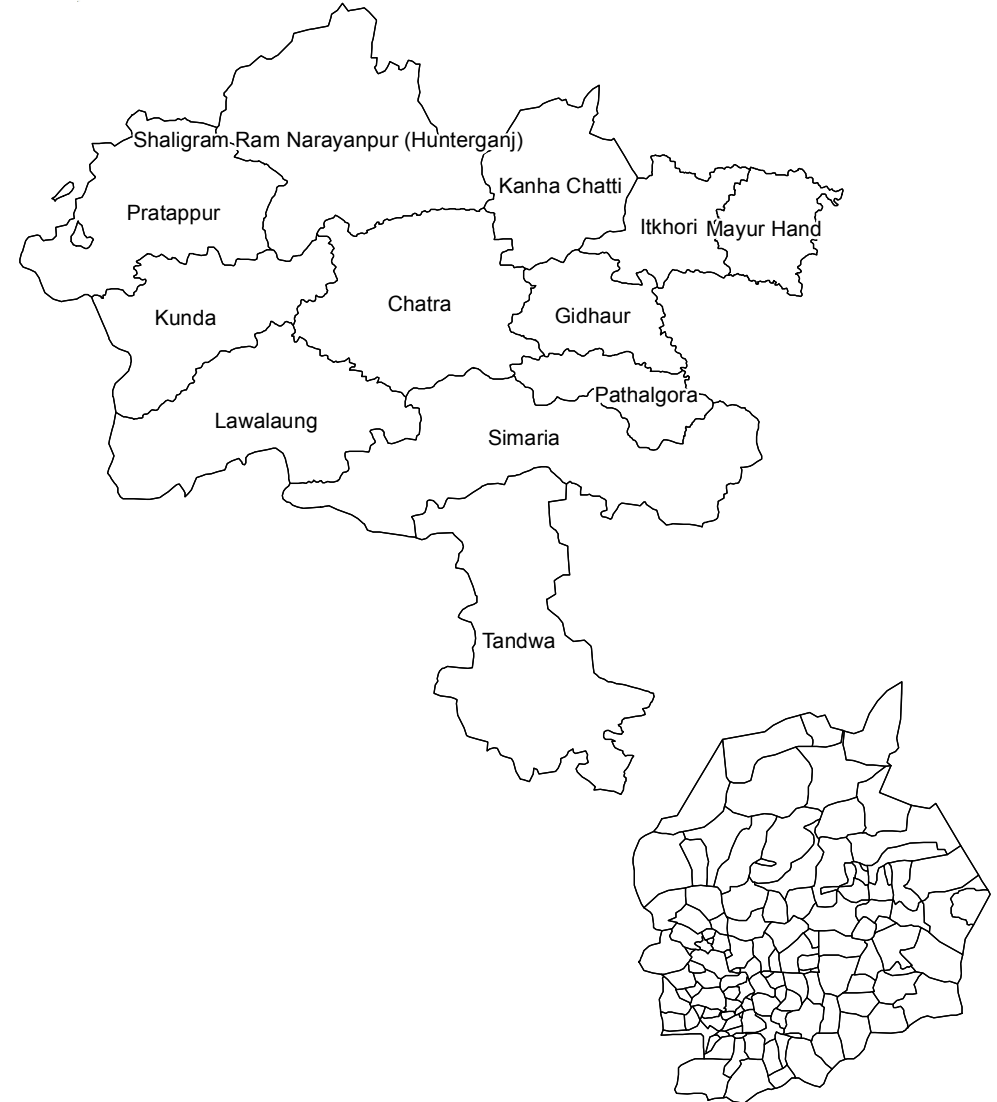 Shaligram Ram Narayanpur (Hunterganj)
Kanha Chatti
Pratappur
Itkhori
Mayur Hand
Chatra
Kunda
Gidhaur
Pathalgora
Lawalaung
Simaria
Tandwa